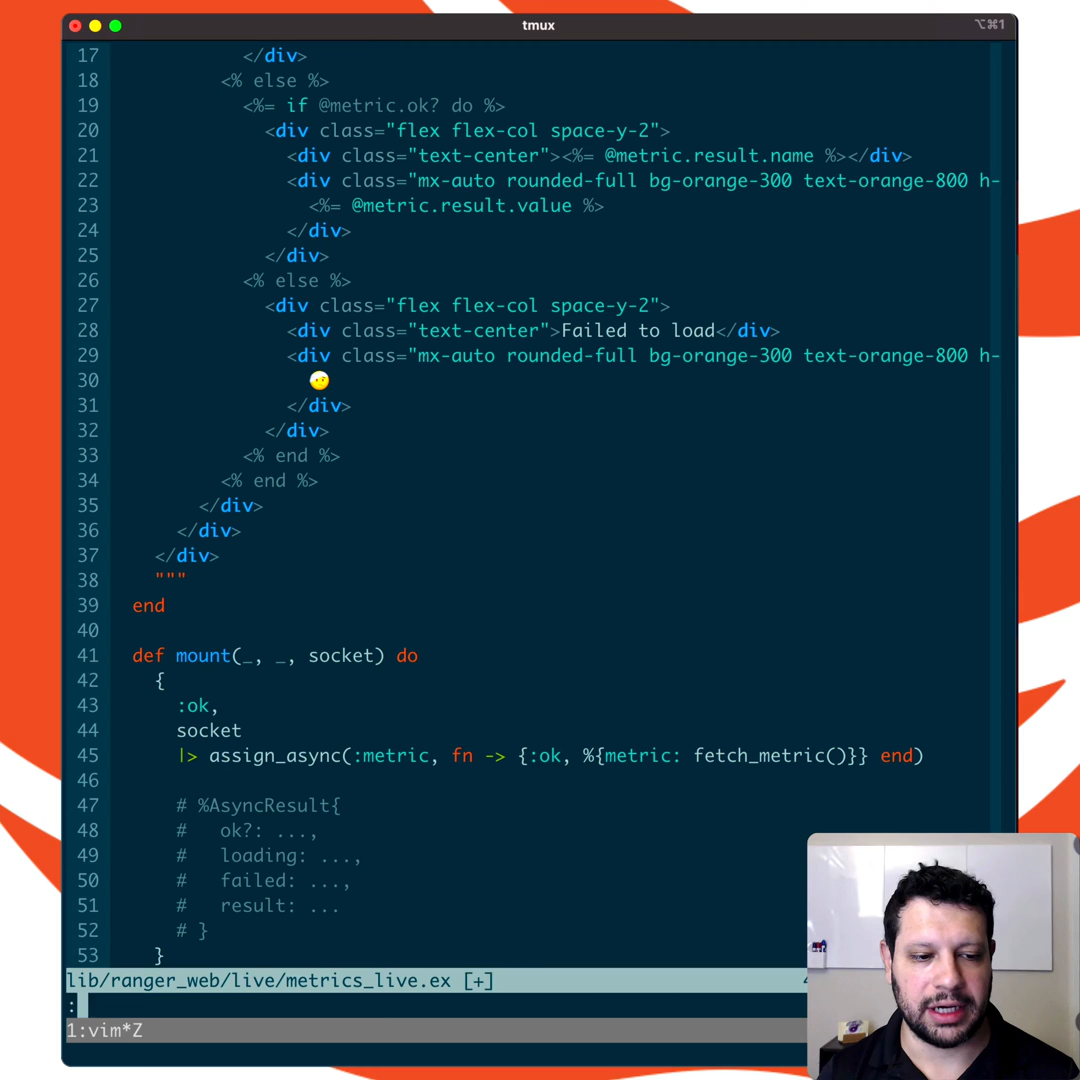 tmux
⌥⌘1
17 </div>
18 <% else %>
19 <%= if @metric.ok? do %>
20 <div class="flex flex-col space-y-2">
21 <div class="text-center"><%= @metric.result.name %></div>
22 <div class="mx-auto rounded-full bg-orange-300 text-orange-800 h-
23 <%= @metric.result.value %>
24 </div>
25 </div>
26 <% else %>
27 <div class="flex flex-col space-y-2">
28 <div class="text-center">Failed to load</div>
29 <div class="mx-auto rounded-full bg-orange-300 text-orange-800 h-
30
31 </div>
32 </div>
33 <% end %>
34 <% end %>
35 </div>
36 </div>
37 </div>
38 """
39 end
40
41 def mount(_, _, socket) do
42 {
43 :ok,
44 socket
45 |> assign_async(:metric, fn -> {:ok, %{metric: fetch_metric()}} end)
46
47 # %AsyncResult{
48 # ok?: ...,
49 # loading: ...,
50 # failed: ...,
51 # result: ...
52 # }
53 }
lib/ranger_web/live/metrics_live.ex [+]
:
1:vim*Z